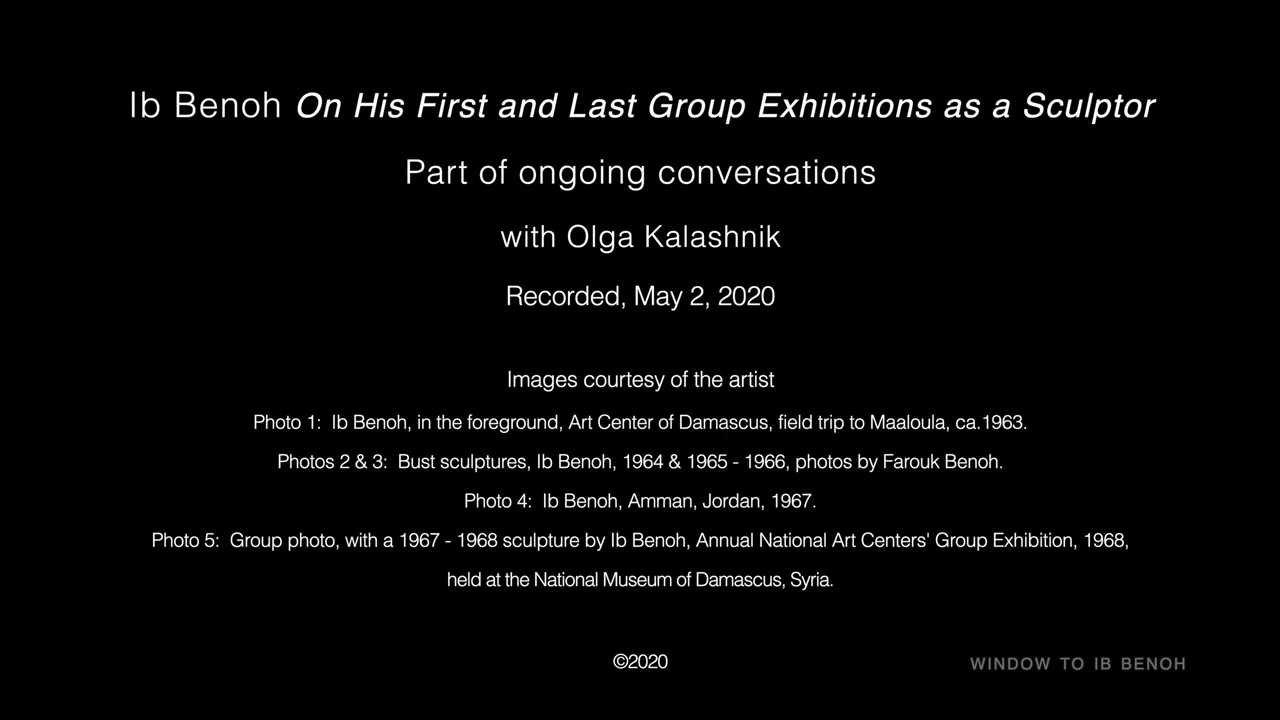 Ib Benoh On His First and Last Group Exhibitions as a Sculptor
Part of ongoing conversations
with Olga Kalashnik
Recorded, May 2, 2020
Images courtesy of the artist
Photo 1:  Ib Benoh, in the foreground, Art Center of Damascus, field trip to Maaloula, ca.1963.
Photos 2 & 3:  Bust sculptures, Ib Benoh, 1964 & 1965 - 1966, photos by Farouk Benoh.
Photo 4:  Ib Benoh, Amman, Jordan, 1967.
Photo 5:  Group photo, with a 1967 - 1968 sculpture by Ib Benoh, Annual National Art Centers' Group Exhibition, 1968,
held at the National Museum of Damascus, Syria.
©2020
WINDOW TO IB BENOH